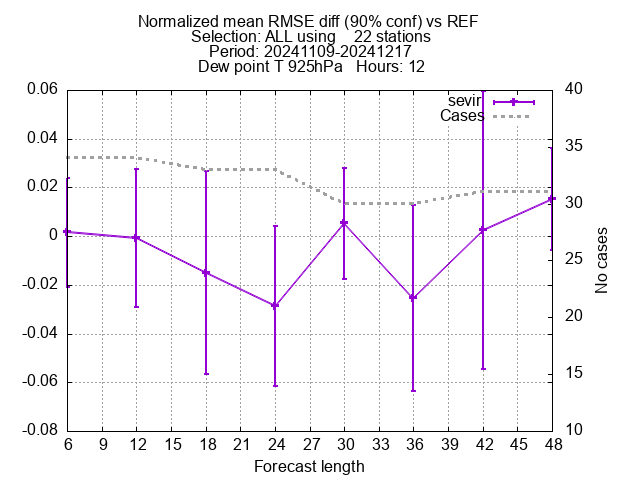 Normalized mean RMSE diff (90% conf) vs REF
Selection: ALL using    22 stations
Period: 20241109-20241217
Dew point T 925hPa   Hours: 12
sevir
Cases
0.06
0.04
0.02
0
-0.02
-0.04
-0.06
-0.08
40
35
30
25
20
15
10
No cases
6 9 12 15 18 21 24 27 30 33 36 39 42 45 48
Forecast length